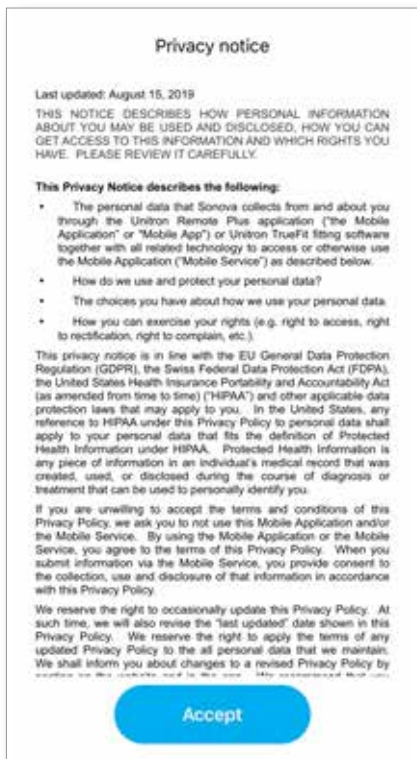 Privacy notice
Last updated: August 15, 2019
THIS NOTICE DESCRIBES HOW PERSONAL INFORMATION
ABOUT YOU MAY BE USED AND DISCLOSED, HOW YOU CAN
GET ACCESS TO THIS INFORMATION AND WHICH RIGHTS YOU
HAVE. PLEASE REVIEW IT CAREFULLY.
This Privacy Notice describes the following:
• The personal data that Sonova collects from and about you
through the Unitron Remote Plus application ("the Mobile
Application" or "Mobile App") or Unitron TrueFit fitting software
together with all related technology to access or otherwise use
the Mobile Application ("Mobile Service") as described below.
• How do we use and protect your personal data?
• The choices you have about how we use your personal data.
• How you can exercise your rights (e.g. right to access, right
to rectification, right to complain, etc.).
This privacy notice is in line with the EU General Data Protection
Regulation (GDPR), the Swiss Federal Data Protection Act (FDPA),
the United States Health Insurance Portability and Accountability Act
(as amended from time to time) ("HIPAA") and other applicable data
protection laws that may apply to you. In the United States, any
reference to HIPAA under this Privacy Policy to personal data shall
apply to your personal data that fits the definition of Protected
Health Information under HIPAA. Protected Health Information is
any piece of information in an individual's medical record that was
created, used, or disclosed during the course of diagnosis or
treatment that can be used to personally identify you.
If you are unwilling to accept the terms and conditions of this
Privacy Policy, we ask you to not use this Mobile Application and/or
the Mobile Service. By using the Mobile Application or the Mobile
Service, you agree to the terms of this Privacy Policy. When you
submit information via the Mobile Service, you provide consent to
the collection, use and disclosure of that information in accordance
with this Privacy Policy.
We reserve the right to occasionally update this Privacy Policy. At
such time, we will also revise the "last updated" date shown in this
Privacy Policy. We reserve the right to apply the terms of any
updated Privacy Policy to the all personal data that we maintain.
We shall inform you about changes to a revised Privacy Policy by
Accept